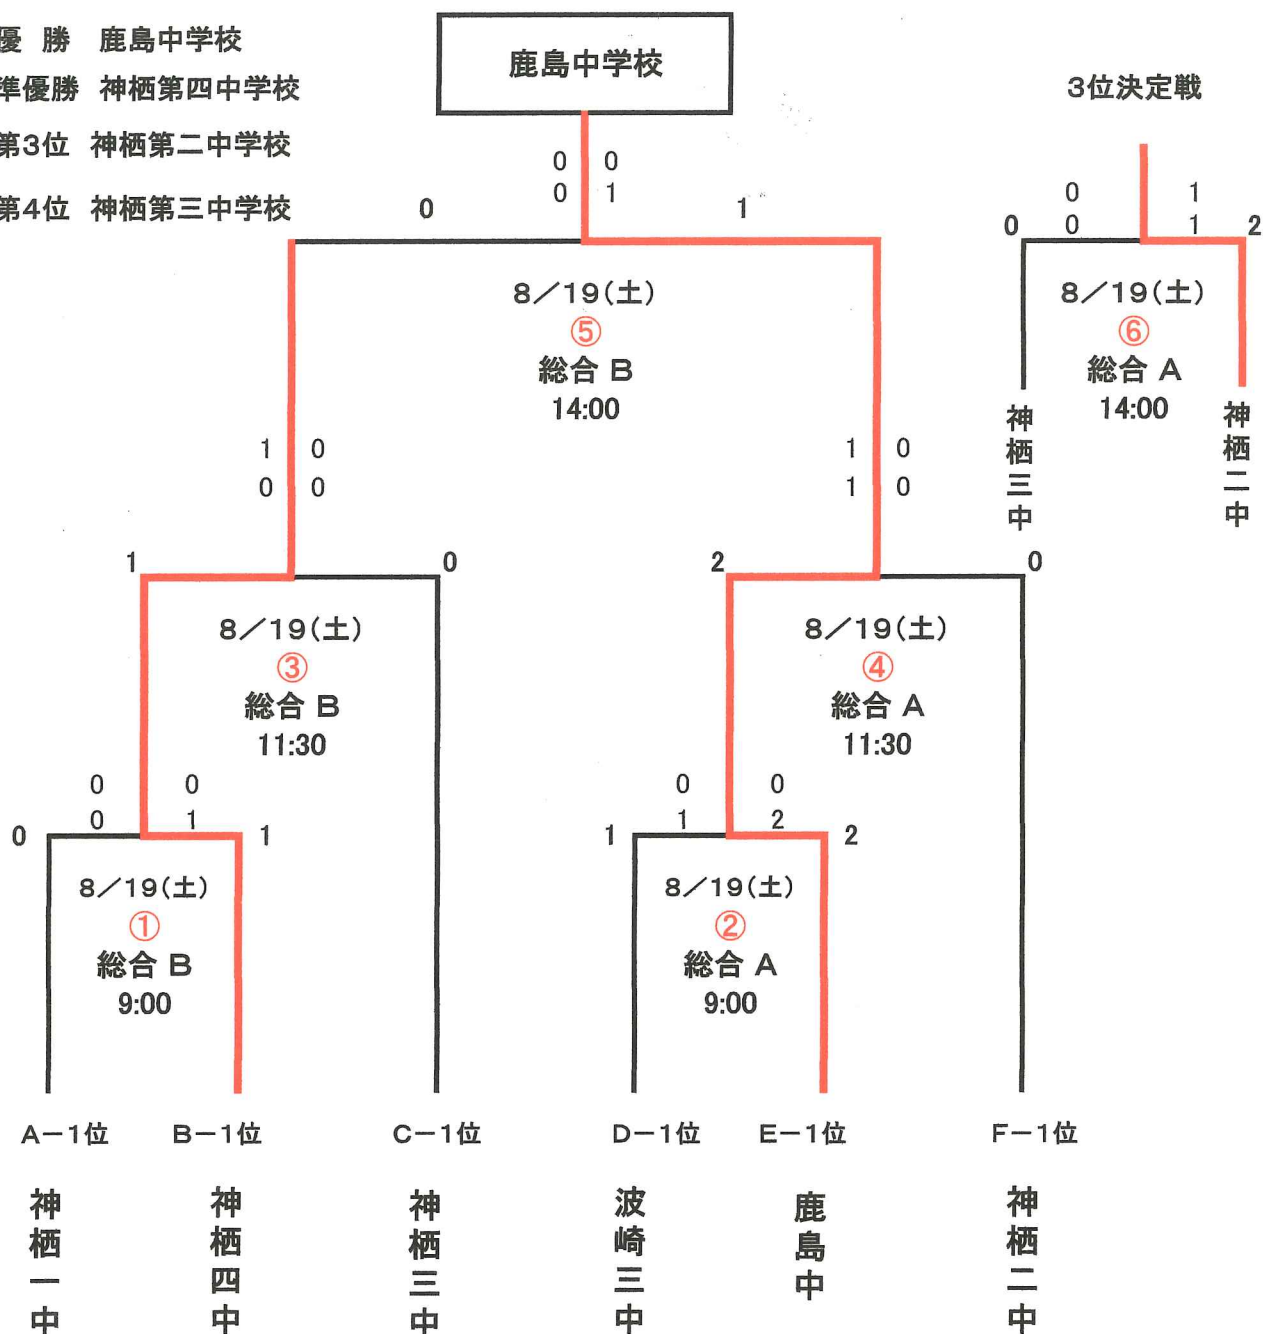 優 勝 鹿島中学校
準優勝 神栖第四中学校
第3位 神栖第二中学校
第4位 神栖第三中学校
鹿島中学校
3位決定戦
0 0
0 1
0 1
8/19(土)
⑤
総合 B
14:00
0 1
0 1
0 2
8/19(土)
⑥
総合 A
14:00
神栖三中
神栖二中
1 0
0 0
1 0
8/19(土)
③
総合 B
11:30
1 0
1 0
2 0
8/19(土)
④
総合 A
11:30
0 0
0 1
0 1
8/19(土)
①
総合 B
9:00
0 0
1 2
1 2
8/19(土)
②
総合 A
9:00
A-1位
B-1位
C-1位
D-1位
E-1位
F-1位
神栖一中
神栖四中
神栖三中
波崎三中
鹿島中
神栖二中